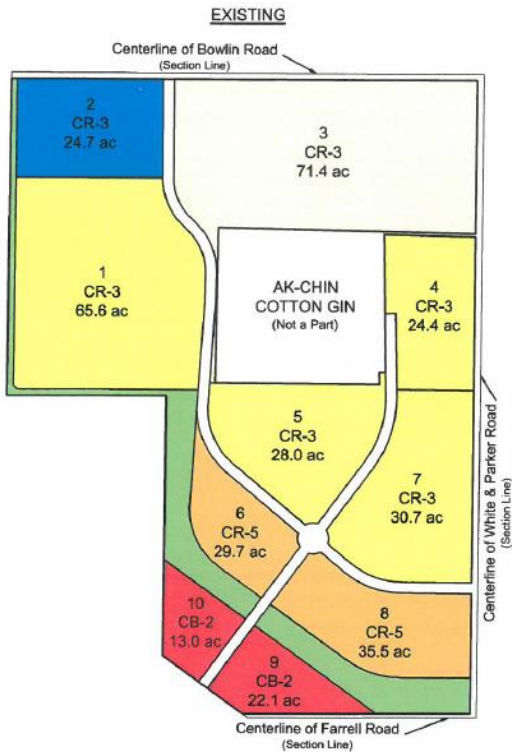 EXISTING
Centerline of Bowlin Road
(Section Line)
2
CR-3
24.7 ac
3
CR-3
71.4 ac
1
CR-3
65.6 ac
AK-CHIN
COTTON GIN
(Not a Part)
4
CR-3
24.4 ac
5
CR-3
28.0 ac
7
CR-3
30.7 ac
6
CR-5
29.7 ac
8
CR-5
35.5 ac
10
CB-2
13.0 ac
9
CB-2
22.1 ac
Centerline of White & Parker Road
(Section Line)
Centerline of Farrell Road
(Section Line)